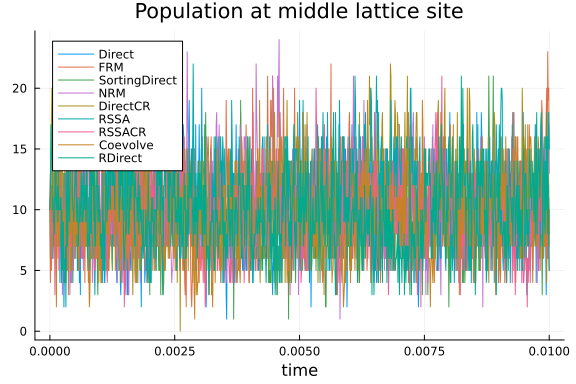 Population at middle lattice site
Direct
FRM
SortingDirect
NRM
DirectCR
RSSA
RSSACR
Coevolve
RDirect
20
15
10
5
0
0.0000 0.0025 0.0050 0.0075 0.0100
time